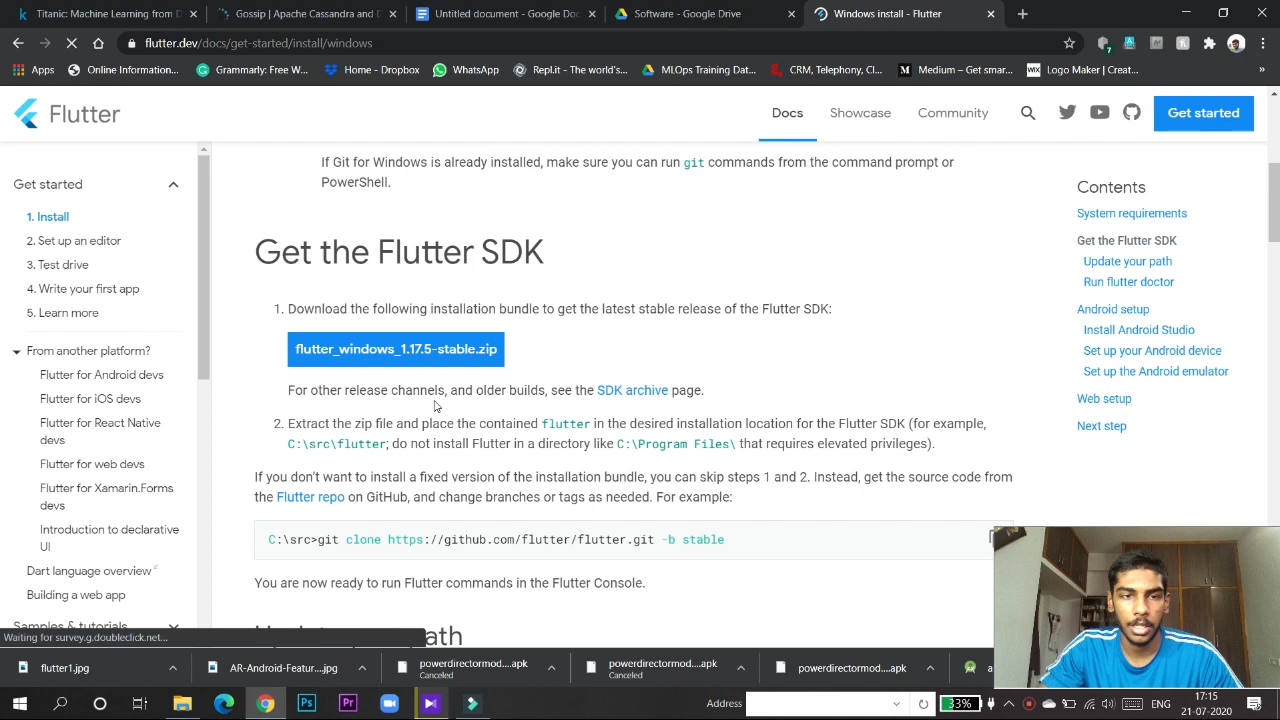 Titanic Machine Learning from D
Gossip | Apache Cassandra and D
Untitled document - Google Doc
Software - Google Drive
Windows install - Flutter
flutter.dev/docs/get-started/install/windows
Apps
Online Information...
Grammarly: Free Wr...
Home - Dropbox
WhatsApp
Repl.it - The world's...
MLOps Training Dat...
CRM, Telephony, Cl...
Medium – Get smar...
Logo Maker | Creat...
Flutter
Docs
Showcase
Community
Get started
Get started
1. Install
2. Set up an editor
3. Test drive
4. Write your first app
5. Learn more
From another platform?
Flutter for Android devs
Flutter for iOS devs
Flutter for React Native
devs
Flutter for web devs
Flutter for Xamarin.Forms
devs
Introduction to declarative
UI
Dart language overview
Building a web app
Samples & tutorials
If Git for Windows is already installed, make sure you can run git commands from the command prompt or
PowerShell.
Get the Flutter SDK
1. Download the following installation bundle to get the latest stable release of the Flutter SDK:
flutter_windows_1.17.5-stable.zip
For other release channels, and older builds, see the SDK archive page.
2. Extract the zip file and place the contained flutter in the desired installation location for the Flutter SDK (for example,
C:\src\flutter; do not install Flutter in a directory like C:\Program Files\ that requires elevated privileges).
If you don't want to install a fixed version of the installation bundle, you can skip steps 1 and 2. Instead, get the source code from
the Flutter repo on GitHub, and change branches or tags as needed. For example:
C:\src>git clone https://github.com/flutter/flutter.git -b stable
You are now ready to run Flutter commands in the Flutter Console.
ath
Contents
System requirements
Get the Flutter SDK
Update your path
Run flutter doctor
Android setup
Install Android Studio
Set up your Android device
Set up the Android emulator
Web setup
Next step
Waiting for survey.g.doubleclick.net...
flutter1.jpg
AR-Android-Featur....jpg
powerdirectormod....apk
Canceled
powerdirectormod....apk
Canceled
powerdirectormod....apk
a
Address
33%
17:15
21-07-2020